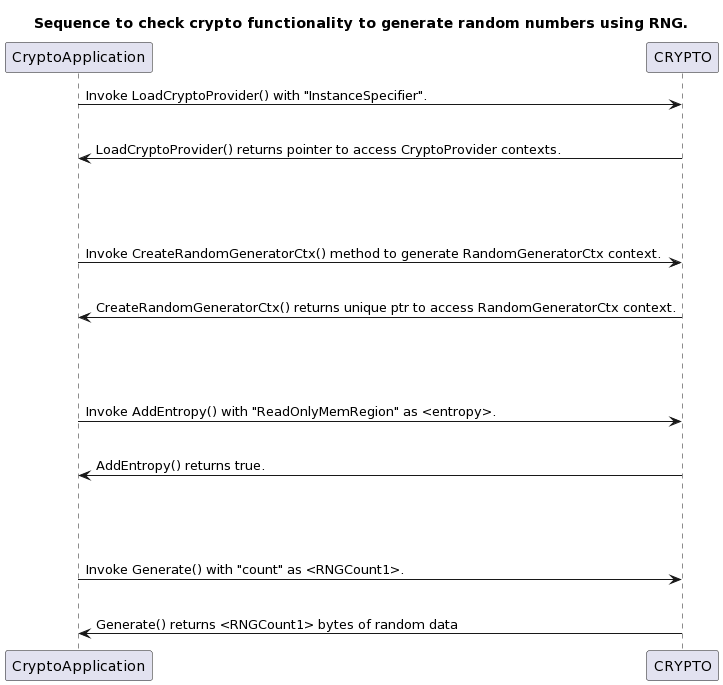 Sequence to check crypto functionality to generate random numbers using RNG.
CryptoApplication
CRYPTO
Invoke LoadCryptoProvider() with "InstanceSpecifier".
LoadCryptoProvider() returns pointer to access CryptoProvider contexts.
Invoke CreateRandomGeneratorCtx() method to generate RandomGeneratorCtx context.
CreateRandomGeneratorCtx() returns unique ptr to access RandomGeneratorCtx context.
Invoke AddEntropy() with "ReadOnlyMemRegion" as <entropy>.
AddEntropy() returns true.
Invoke Generate() with "count" as <RNGCount1>.
Generate() returns <RNGCount1> bytes of random data
CryptoApplication
CRYPTO